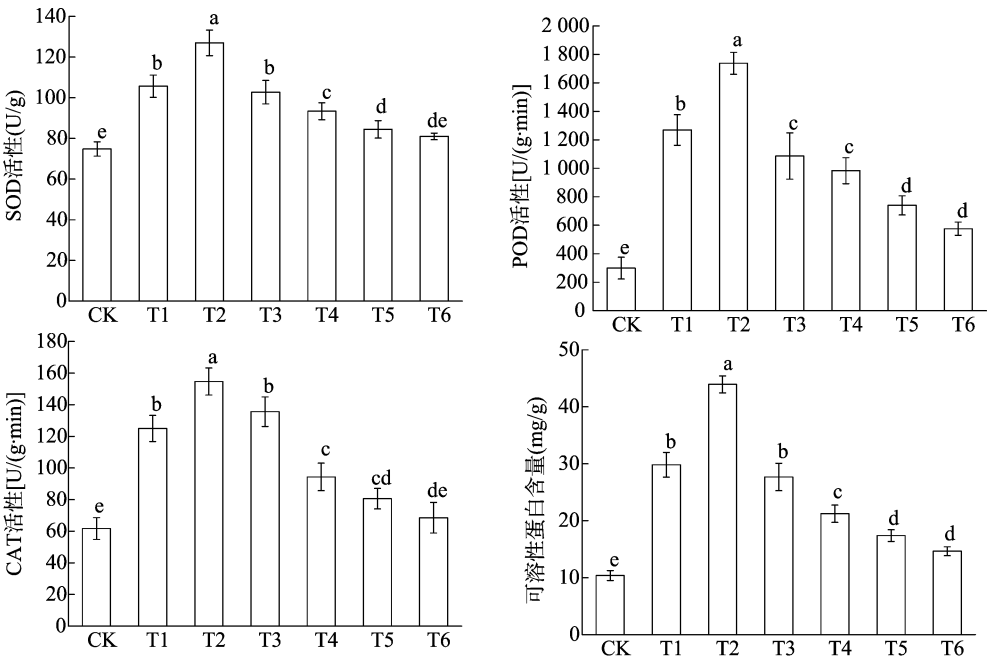 SOD活性(U/g)
140
120
100
80
60
40
20
0
e
b
a
b
c
d
de
CK T1 T2 T3 T4 T5 T6
POD活性[U/(g·min)]
2 000
1 800
1 600
1 400
1 200
1 000
800
600
400
200
0
e
b
a
c
c
d
d
CK T1 T2 T3 T4 T5 T6
CAT活性[U/(g·min)]
180
160
140
120
100
80
60
40
20
0
e
b
a
b
c
cd
de
CK T1 T2 T3 T4 T5 T6
可溶性蛋白含量(mg/g)
50
40
30
20
10
0
e
b
a
b
c
d
d
CK T1 T2 T3 T4 T5 T6